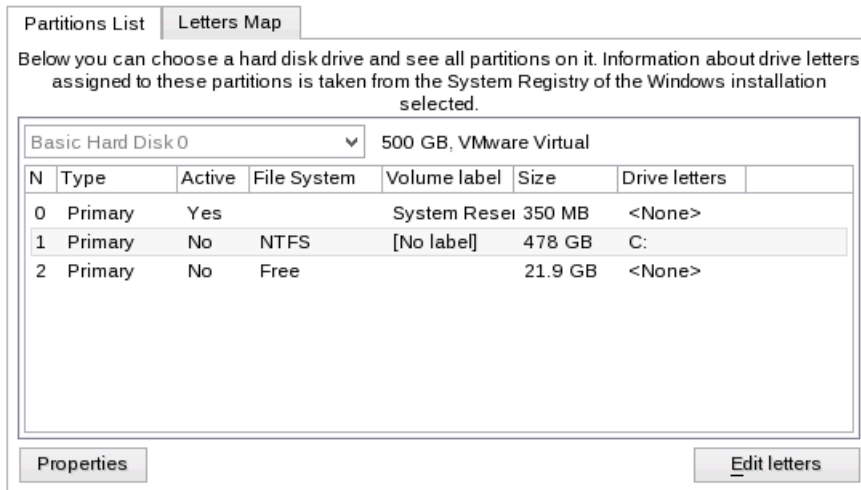 Partitions List Letters Map
Below you can choose a hard disk drive and see all partitions on it. Information about drive letters
assigned to these partitions is taken from the System Registry of the Windows installation
selected.
Basic Hard Disk 0 500 GB, VMware Virtual
N Type Active File System Volume label Size Drive letters
0 Primary Yes System Reser 350 MB <None>
1 Primary No NTFS [No label] 478 GB C:
2 Primary No Free 21.9 GB <None>
Properties Edit letters